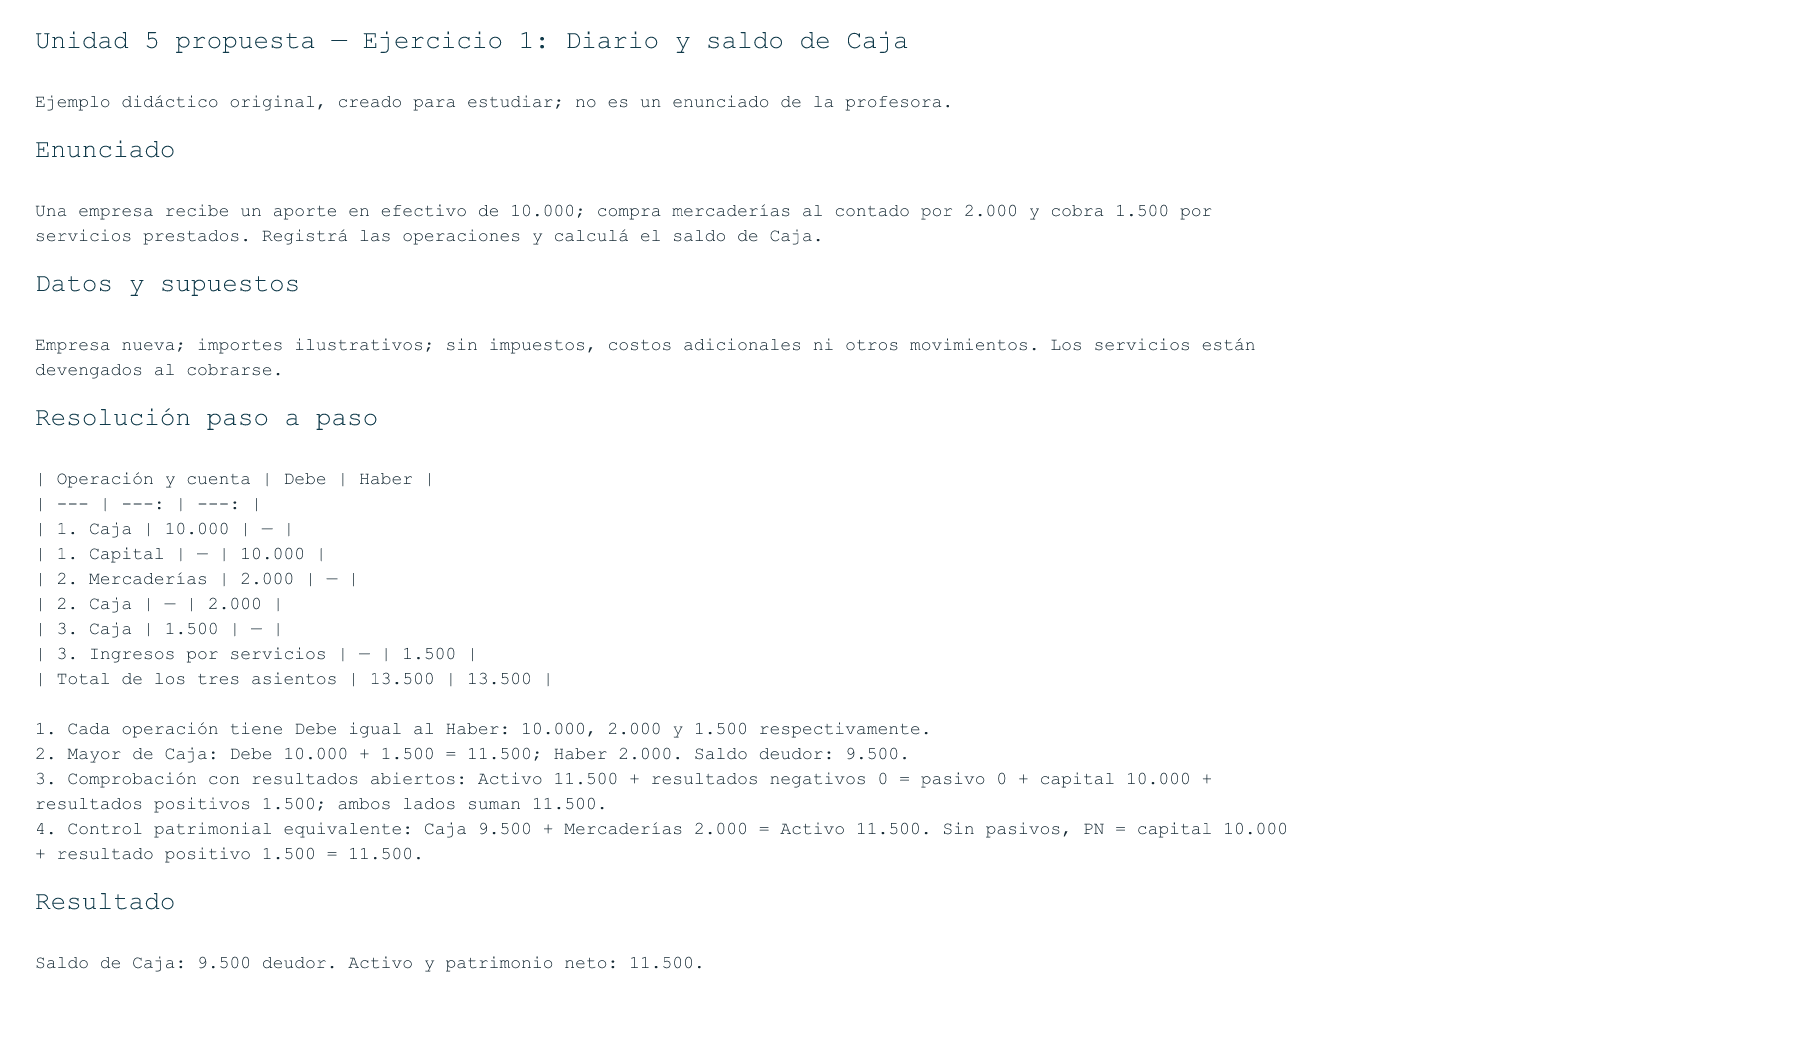 Unidad 5 propuesta — Ejercicio 1: Diario y saldo de Caja
Ejemplo didáctico original, creado para estudiar; no es un enunciado de la profesora.
Enunciado
Una empresa recibe un aporte en efectivo de 10.000; compra mercaderías al contado por 2.000 y cobra 1.500 por
servicios prestados. Registrá las operaciones y calculá el saldo de Caja.
Datos y supuestos
Empresa nueva; importes ilustrativos; sin impuestos, costos adicionales ni otros movimientos. Los servicios están
devengados al cobrarse.
Resolución paso a paso
| Operación y cuenta | Debe | Haber |
| --- | ---: | ---: |
| 1. Caja | 10.000 | — |
| 1. Capital | — | 10.000 |
| 2. Mercaderías | 2.000 | — |
| 2. Caja | — | 2.000 |
| 3. Caja | 1.500 | — |
| 3. Ingresos por servicios | — | 1.500 |
| Total de los tres asientos | 13.500 | 13.500 |
1. Cada operación tiene Debe igual al Haber: 10.000, 2.000 y 1.500 respectivamente.
2. Mayor de Caja: Debe 10.000 + 1.500 = 11.500; Haber 2.000. Saldo deudor: 9.500.
3. Comprobación con resultados abiertos: Activo 11.500 + resultados negativos 0 = pasivo 0 + capital 10.000 +
resultados positivos 1.500; ambos lados suman 11.500.
4. Control patrimonial equivalente: Caja 9.500 + Mercaderías 2.000 = Activo 11.500. Sin pasivos, PN = capital 10.000
+ resultado positivo 1.500 = 11.500.
Resultado
Saldo de Caja: 9.500 deudor. Activo y patrimonio neto: 11.500.